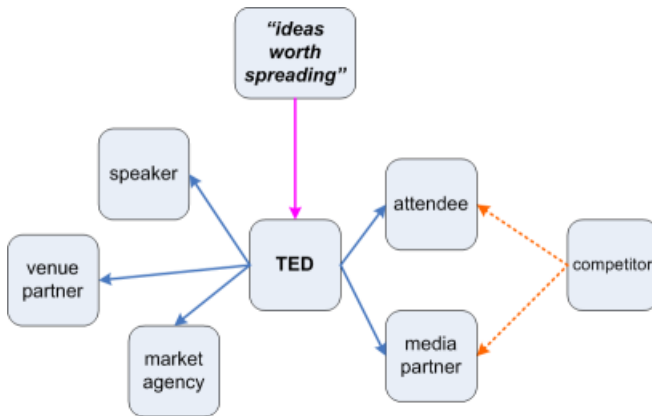 “ideas
worth
spreading”
speaker
attendee
TED
venue
partner
competitor
market
agency
media
partner